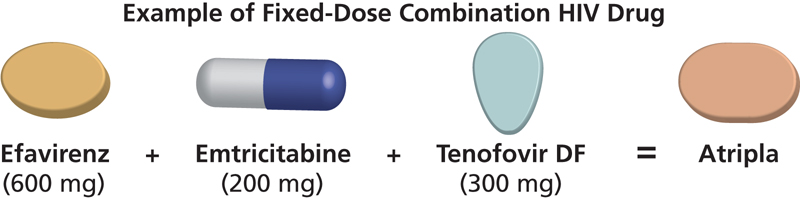 Example of Fixed-Dose Combination HIV Drug
Efavirenz + Emtricitabine + Tenofovir DF = Atripla
(600 mg) (200 mg) (300 mg)